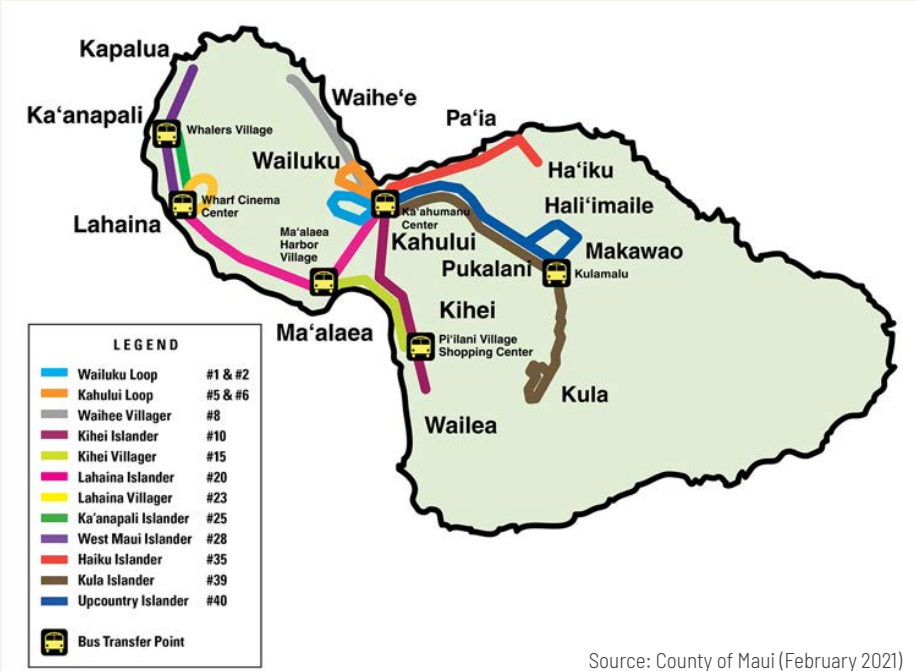 Kapalua
Waihe‘e
Ka‘anapali
Whalers Village
Pa‘ia
Wailuku
Ha‘iku
Wharf Cinema
Center
Hali‘imaile
Lahaina
Ka‘ahumanu
Center
Ma‘alaea
Harbor
Village
Kahului
Makawao
Pukalani
Kulamalu
Kihei
Ma‘alaea
Pi‘ilani Village
Shopping Center
Kula
Wailea
LEGEND
Wailuku Loop #1 & #2
Kahului Loop #5 & #6
Waihee Villager #8
Kihei Islander #10
Kihei Villager #15
Lahaina Islander #20
Lahaina Villager #23
Ka‘anapali Islander #25
West Maui Islander #28
Haiku Islander #35
Kula Islander #39
Upcountry Islander #40
Bus Transfer Point
Source: County of Maui (February 2021)